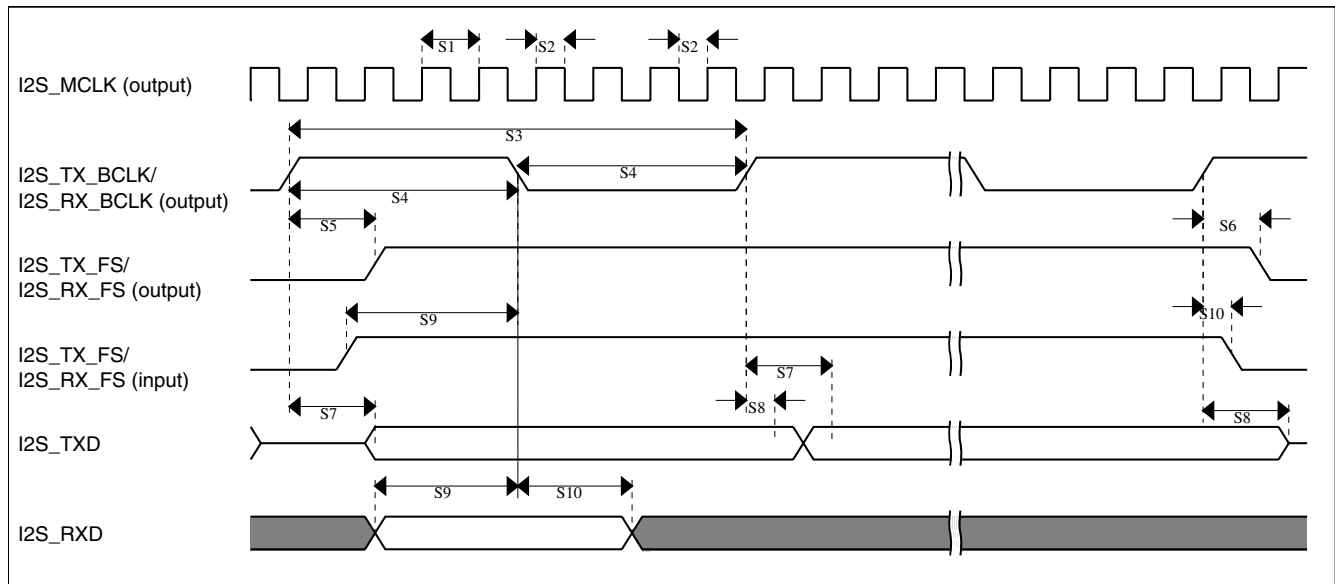 S1 S2 S2
I2S_MCLK (output)
S3
I2S_TX_BCLK/
I2S_RX_BCLK (output)
S4
S4
S5 S6
I2S_TX_FS/
I2S_RX_FS (output)
S9 S10
I2S_TX_FS/
I2S_RX_FS (input)
S7
S7 S8 S8
I2S_TXD
S9 S10
I2S_RXD